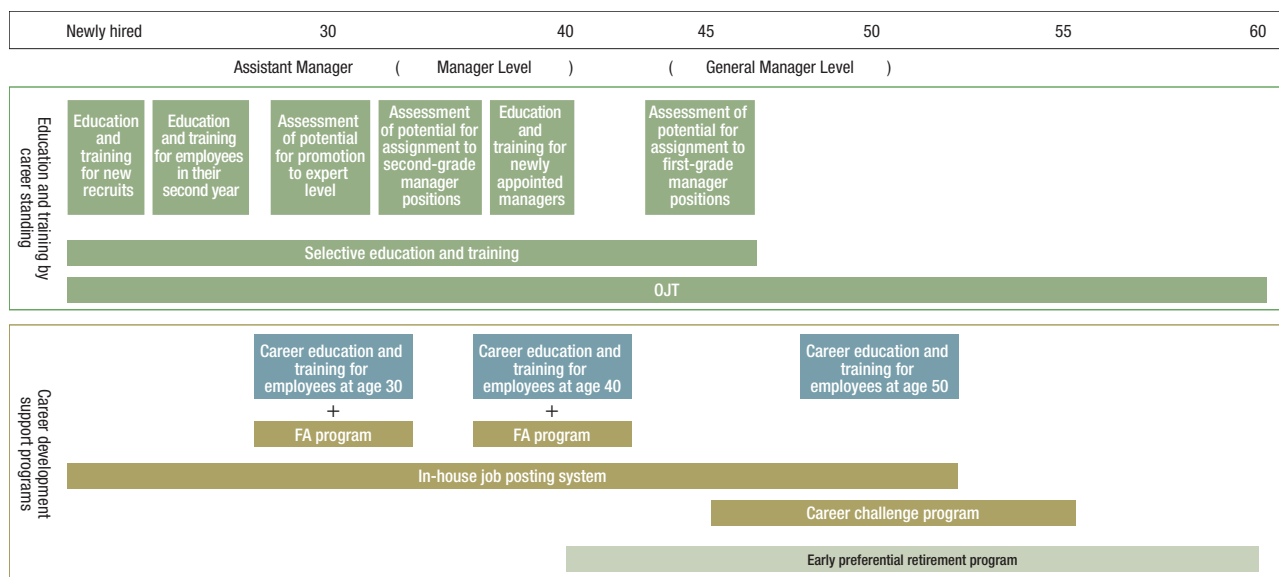 Newly hired 30 40 45 50 55 60
Assistant Manager ( Manager Level ) ( General Manager Level )
Education and training by
career standing
Education
and
training
for new
recruits
Education
and training
for employees
in their
second year
Assessment
of potential
for promotion
to expert
level
Assessment
of potential for
assignment to
second-grade
manager
positions
Education
and
training for
newly
appointed
managers
Assessment of
potential for
assignment to
first-grade
manager
positions
Selective education and training
OJT
Career development
support programs
Career education and
training for
employees at age 30
+
FA program
Career education and
training for
employees at age 40
+
FA program
Career education and
training for
employees at age 50
In-house job posting system
Career challenge program
Early preferential retirement program